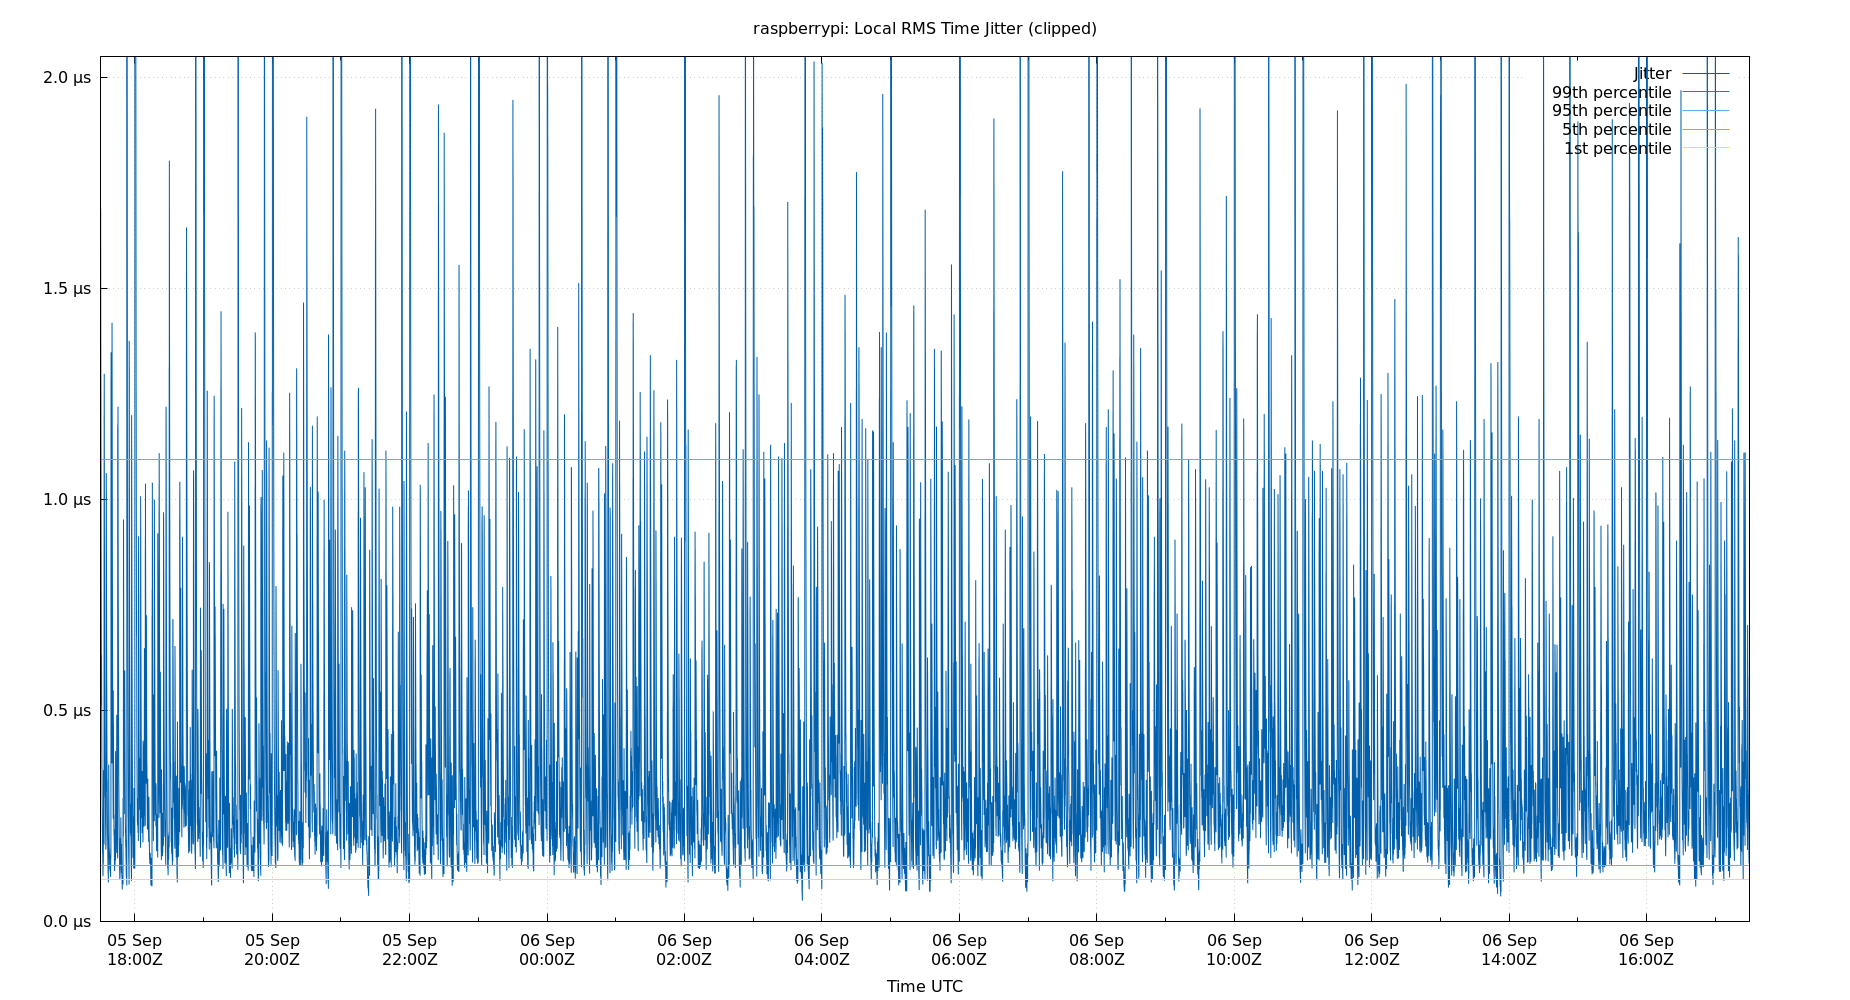 raspberrypi: Local RMS Time Jitter (clipped)
2.0 µs
1.5 µs
1.0 µs
0.5 µs
0.0 µs
Jitter
99th percentile
95th percentile
5th percentile
1st percentile
05 Sep 05 Sep 05 Sep 06 Sep 06 Sep 06 Sep 06 Sep 06 Sep 06 Sep 06 Sep 06 Sep 06 Sep
18:00Z 20:00Z 22:00Z 00:00Z 02:00Z 04:00Z 06:00Z 08:00Z 10:00Z 12:00Z 14:00Z 16:00Z
Time UTC